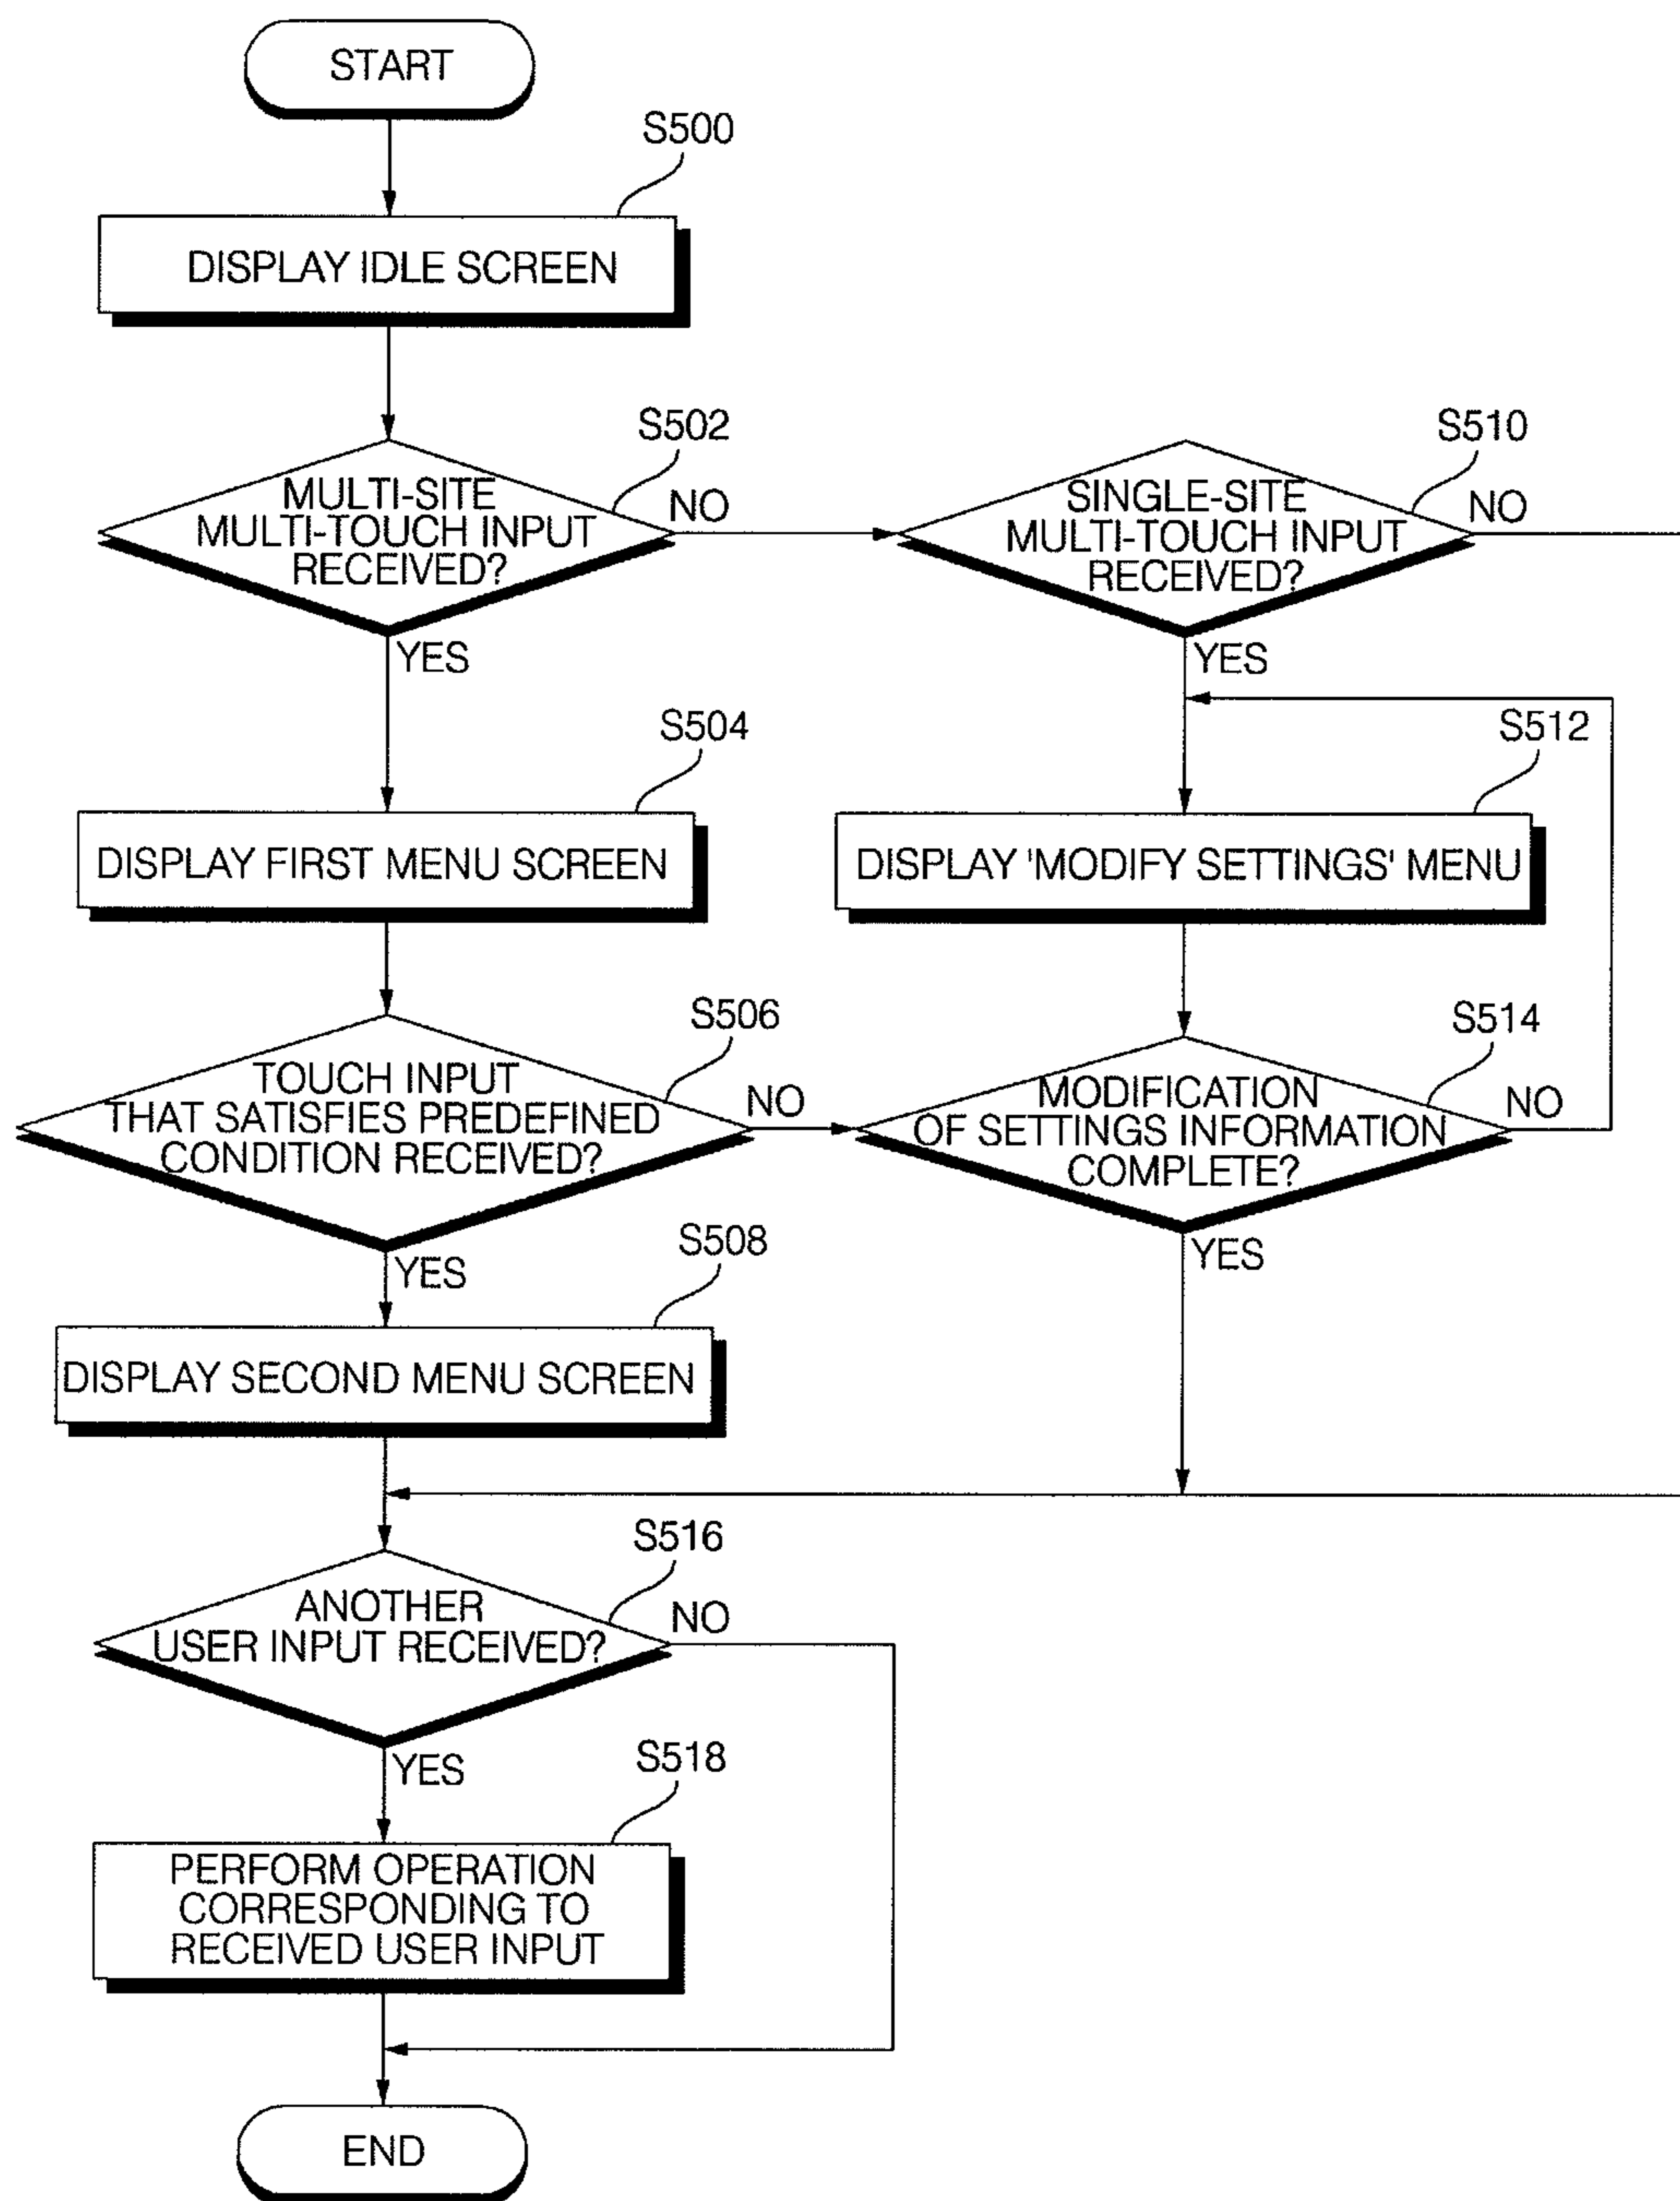 START
S500
DISPLAY IDLE SCREEN
S502
MULTI-SITE
MULTI-TOUCH INPUT
RECEIVED?
NO
YES
S510
SINGLE-SITE
MULTI-TOUCH INPUT
RECEIVED?
NO
YES
S504
DISPLAY FIRST MENU SCREEN
S512
DISPLAY 'MODIFY SETTINGS' MENU
S506
TOUCH INPUT
THAT SATISFIES PREDEFINED
CONDITION RECEIVED?
NO
YES
S514
MODIFICATION
OF SETTINGS INFORMATION
COMPLETE?
NO
YES
S508
DISPLAY SECOND MENU SCREEN
S516
ANOTHER
USER INPUT RECEIVED?
NO
YES
S518
PERFORM OPERATION
CORRESPONDING TO
RECEIVED USER INPUT
END